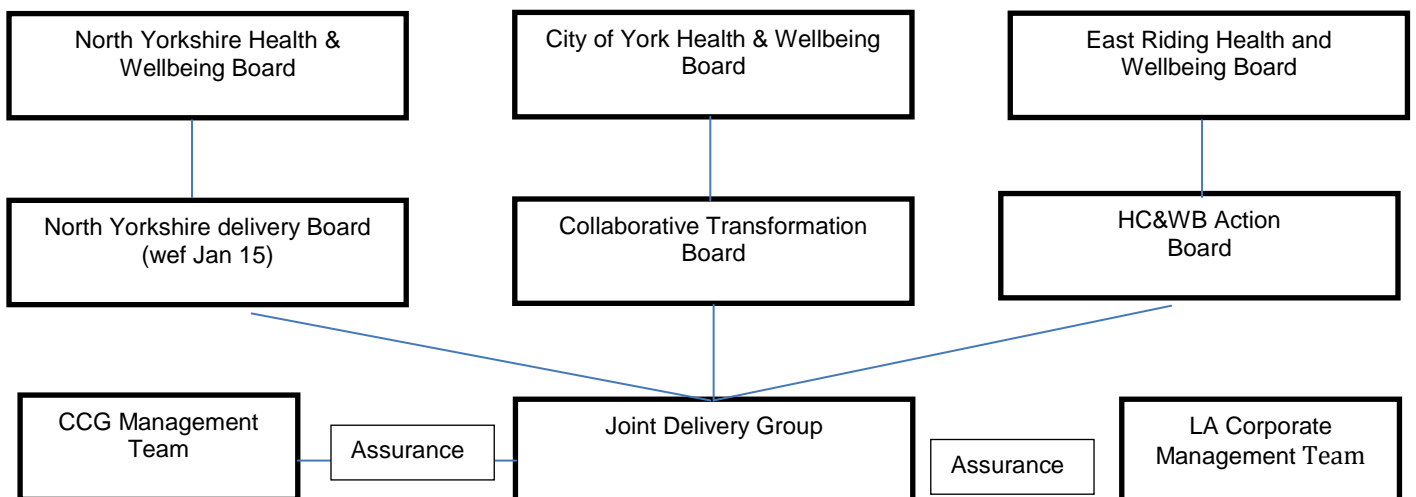 North Yorkshire Health &
Wellbeing Board
City of York Health & Wellbeing
Board
East Riding Health and
Wellbeing Board
North Yorkshire delivery Board
(wef Jan 15)
Collaborative Transformation
Board
HC&WB Action
Board
CCG Management
Team
Assurance
Joint Delivery Group
Assurance
LA Corporate
Management Team